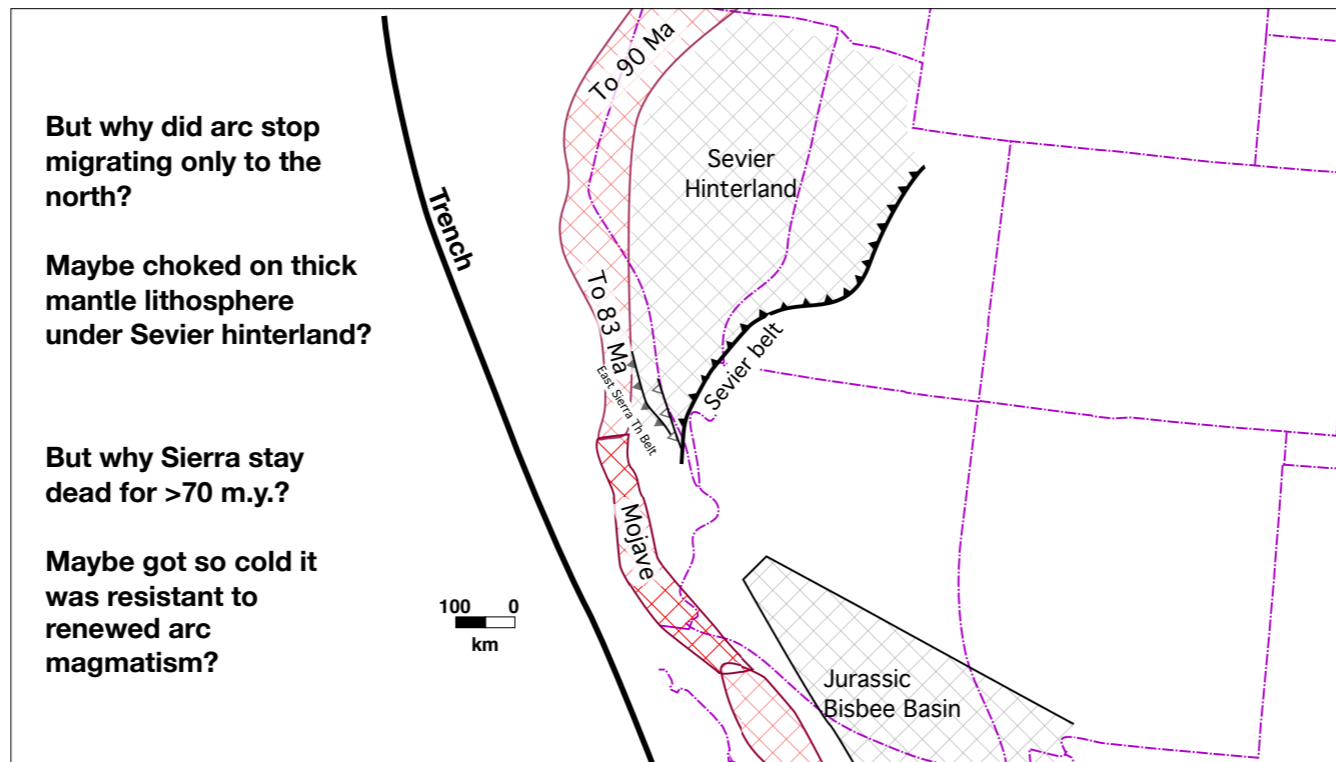 But why did arc stop
migrating only to the
north?
Maybe choked on thick
mantle lithosphere
under Sevier hinterland?
But why Sierra stay
dead for >70 m.y.?
Maybe got so cold it
was resistant to
renewed arc
magmatism?
Trench
To 90 Ma
Sevier
Hinterland
To 83 Ma
East Sierra Th Belt
Sevier belt
Mojave
100 0
km
Jurassic
Bisbee Basin